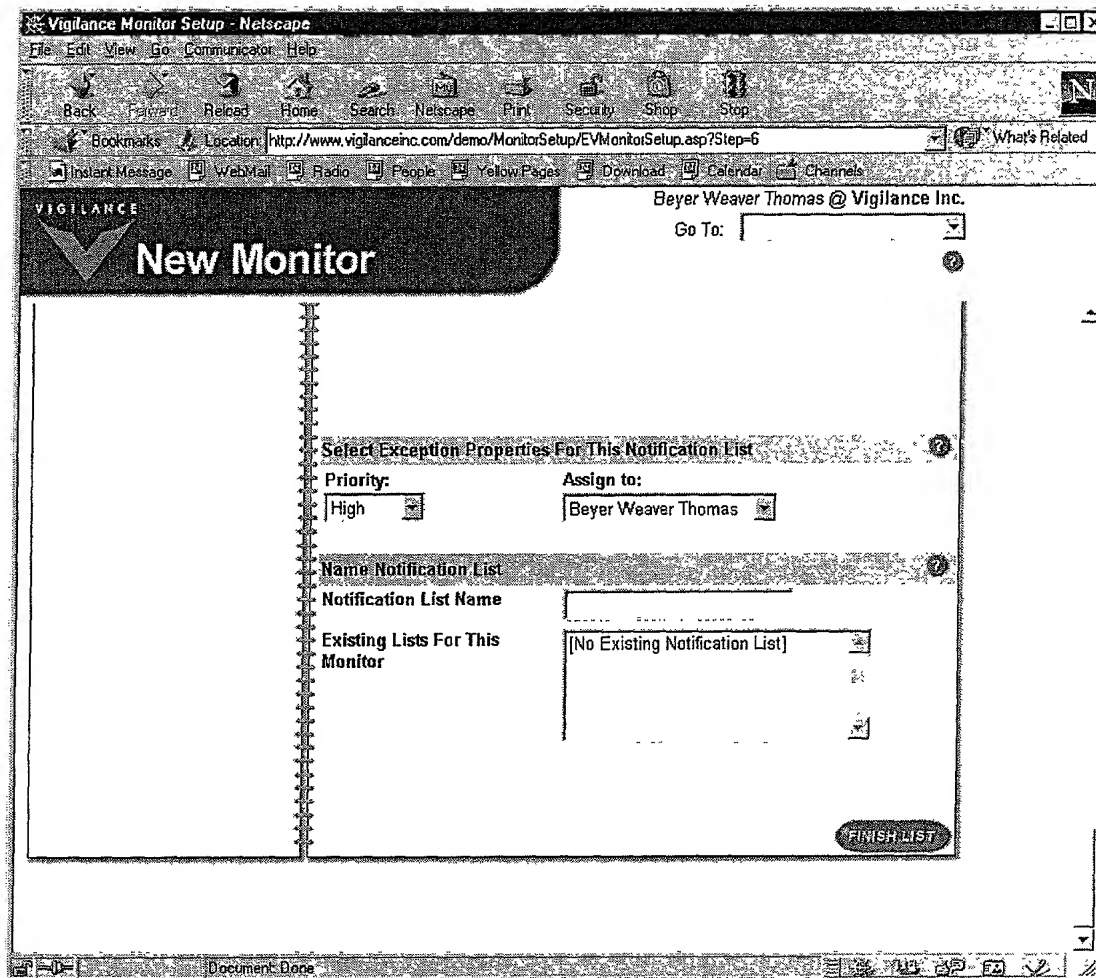 Vigilance Monitor Setup - Netscape
File Edit View Go Communicator Help
Back Forward Reload Home Search Netscape Print Security Shop Stop
Bookmarks Location: http://www.vigilanceinc.com/demo/MonitorSetup/EVMonitorSetup.asp?Step=6 What's Related
Instant Message WebMail Radio People Yellow Pages Download Calendar Channels
VIGILANCE
New Monitor
Beyer Weaver Thomas @ Vigilance Inc.
Go To:
Select Exception Properties For This Notification List
Priority: Assign to:
High Beyer Weaver Thomas
Name Notification List
Notification List Name
Existing Lists For This Monitor
[No Existing Notification List]
FINISH LIST
Document: Done